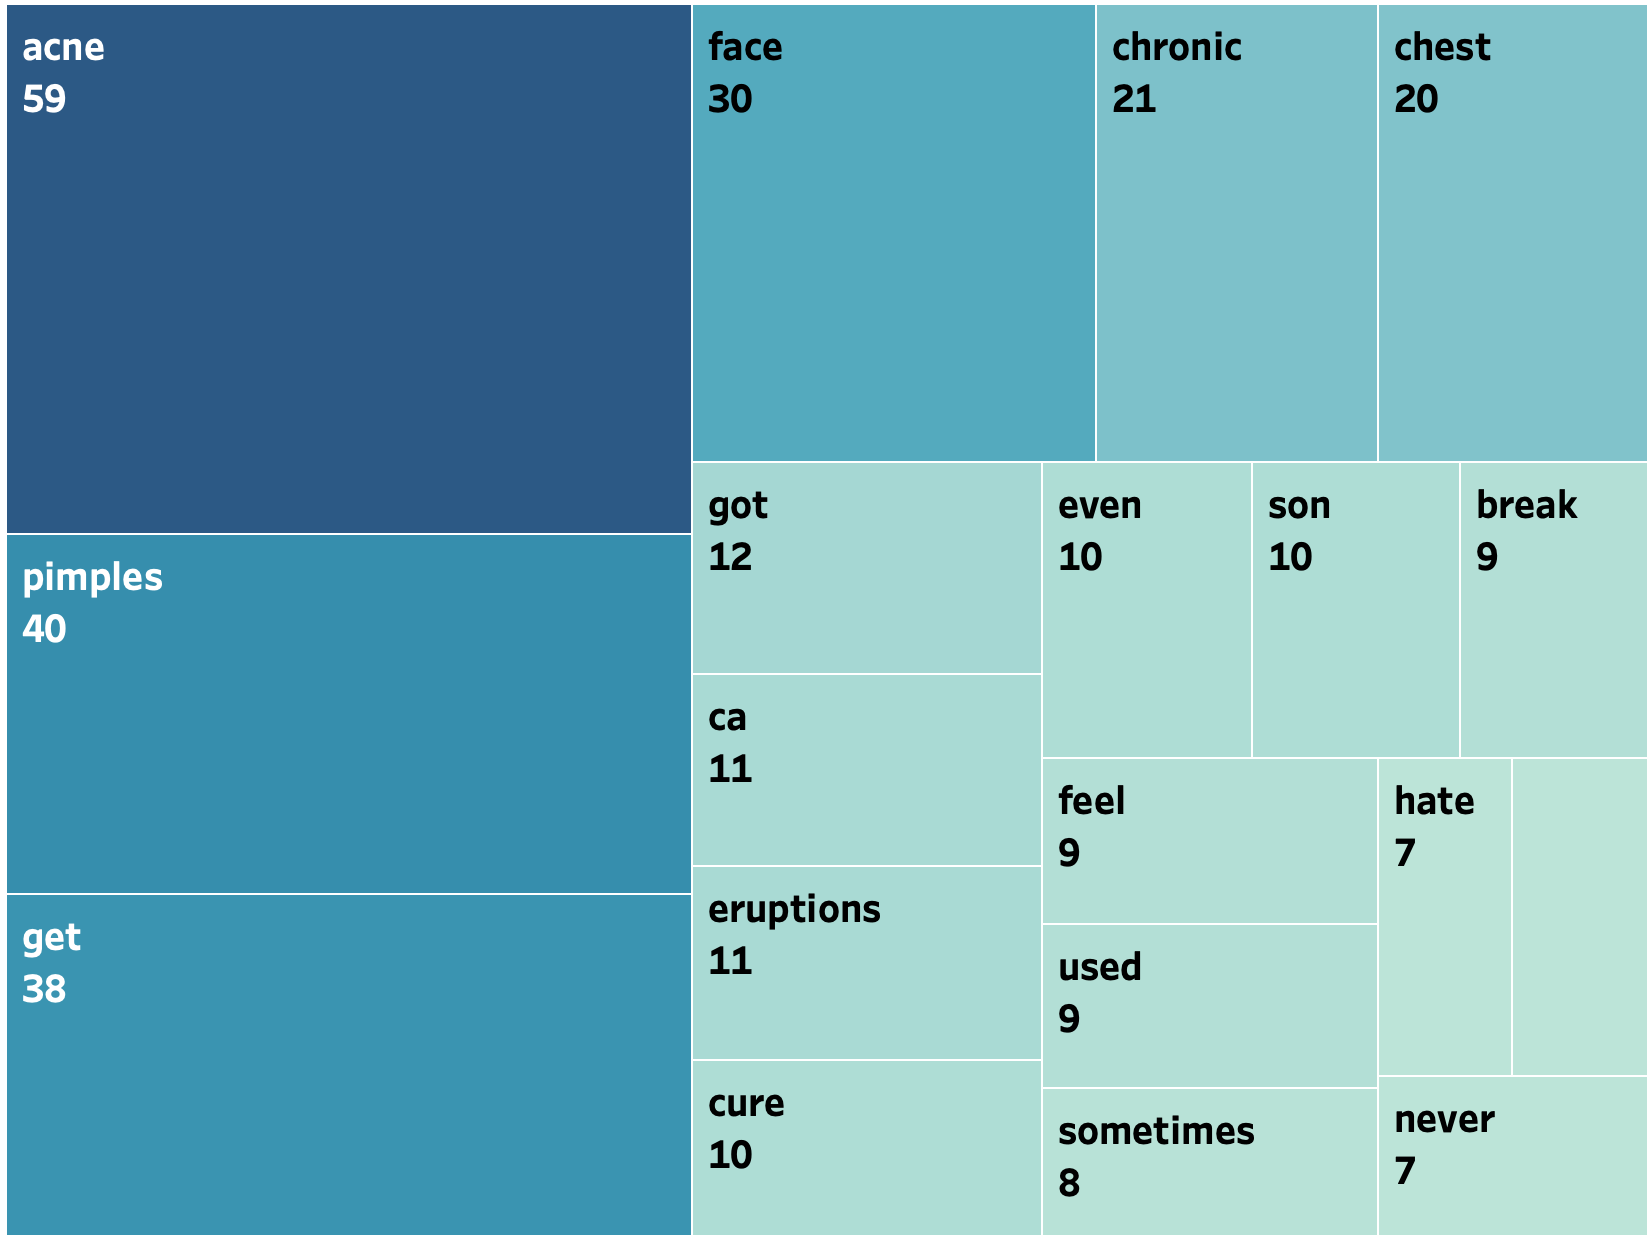 acne
59
face
30
chronic
21
chest
20
pimples
40
get
38
got
12
ca
11
eruptions
11
cure
10
even
10
son
10
break
9
feel
9
used
9
sometimes
8
hate
7
never
7